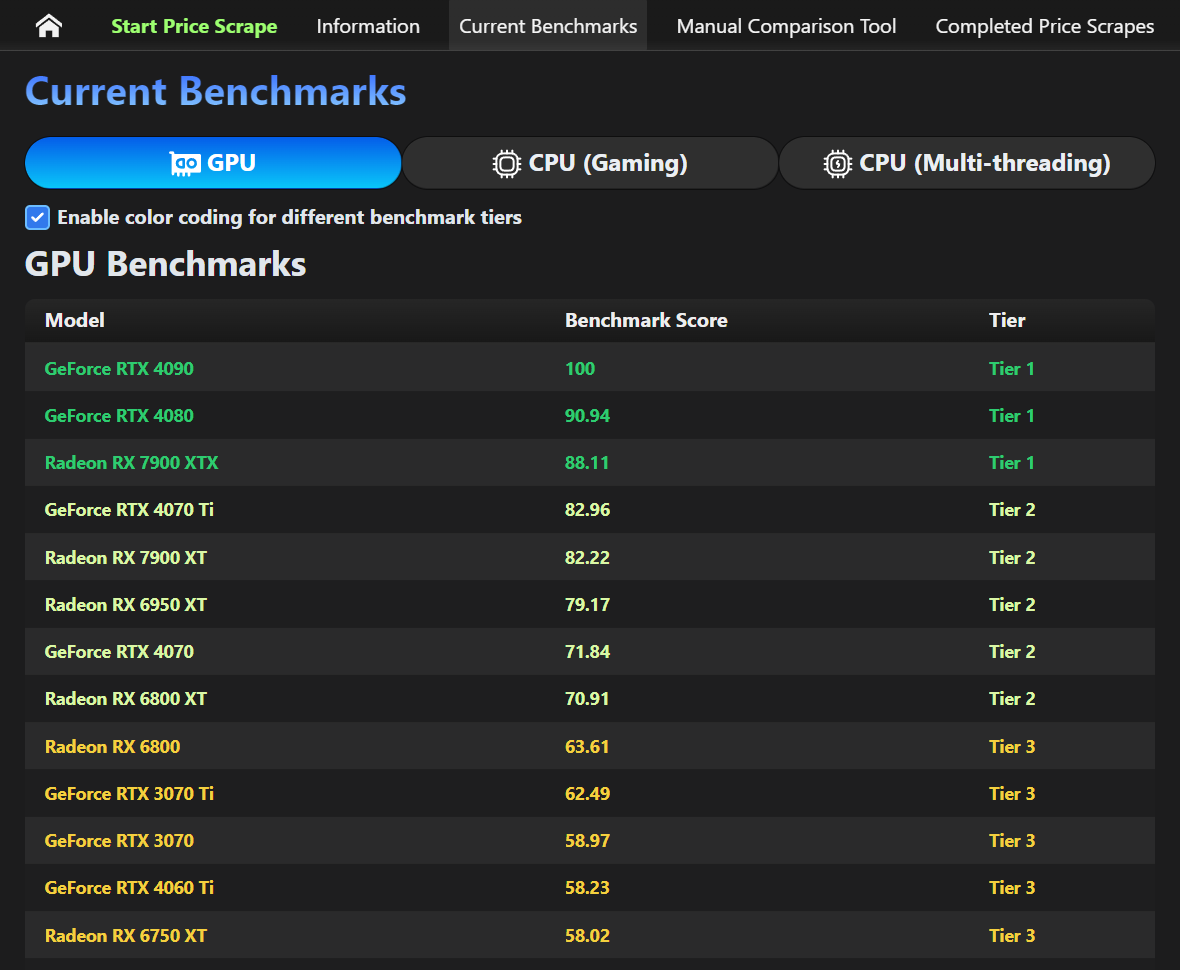 Start Price Scrape Information Current Benchmarks Manual Comparison Tool Completed Price Scrapes
Current Benchmarks
GPU CPU (Gaming) CPU (Multi-threading)
Enable color coding for different benchmark tiers
GPU Benchmarks
Model Benchmark Score Tier
GeForce RTX 4090 100 Tier 1
GeForce RTX 4080 90.94 Tier 1
Radeon RX 7900 XTX 88.11 Tier 1
GeForce RTX 4070 Ti 82.96 Tier 2
Radeon RX 7900 XT 82.22 Tier 2
Radeon RX 6950 XT 79.17 Tier 2
GeForce RTX 4070 71.84 Tier 2
Radeon RX 6800 XT 70.91 Tier 2
Radeon RX 6800 63.61 Tier 3
GeForce RTX 3070 Ti 62.49 Tier 3
GeForce RTX 3070 58.97 Tier 3
GeForce RTX 4060 Ti 58.23 Tier 3
Radeon RX 6750 XT 58.02 Tier 3